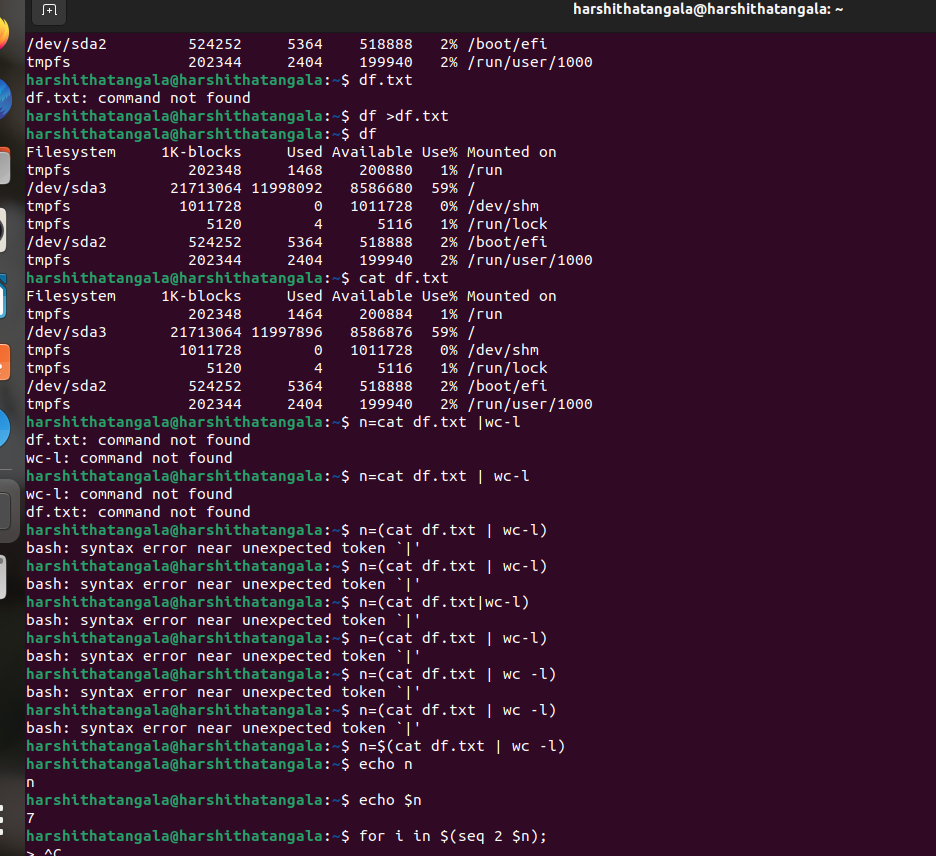 harshithatangala@harshithatangala: ~
/dev/sda2 524252 5364 518888 2% /boot/efi
tmpfs 202344 2404 199940 2% /run/user/1000
harshithatangala@harshithatangala:~$ df.txt
df.txt: command not found
harshithatangala@harshithatangala:~$ df >df.txt
harshithatangala@harshithatangala:~$ df
Filesystem 1K-blocks Used Available Use% Mounted on
tmpfs 202348 1468 200880 1% /run
/dev/sda3 21713064 11998092 8586680 59% /
tmpfs 1011728 0 1011728 0% /dev/shm
tmpfs 5120 4 5116 1% /run/lock
/dev/sda2 524252 5364 518888 2% /boot/efi
tmpfs 202344 2404 199940 2% /run/user/1000
harshithatangala@harshithatangala:~$ cat df.txt
Filesystem 1K-blocks Used Available Use% Mounted on
tmpfs 202348 1464 200884 1% /run
/dev/sda3 21713064 11997896 8586876 59% /
tmpfs 1011728 0 1011728 0% /dev/shm
tmpfs 5120 4 5116 1% /run/lock
/dev/sda2 524252 5364 518888 2% /boot/efi
tmpfs 202344 2404 199940 2% /run/user/1000
harshithatangala@harshithatangala:~$ n=cat df.txt |wc-l
df.txt: command not found
wc-l: command not found
harshithatangala@harshithatangala:~$ n=cat df.txt | wc-l
wc-l: command not found
df.txt: command not found
harshithatangala@harshithatangala:~$ n=(cat df.txt | wc-l)
bash: syntax error near unexpected token `|'
harshithatangala@harshithatangala:~$ n=(cat df.txt | wc-l)
bash: syntax error near unexpected token `|'
harshithatangala@harshithatangala:~$ n=(cat df.txt|wc-l)
bash: syntax error near unexpected token `|'
harshithatangala@harshithatangala:~$ n=(cat df.txt | wc-l)
bash: syntax error near unexpected token `|'
harshithatangala@harshithatangala:~$ n=(cat df.txt | wc -l)
bash: syntax error near unexpected token `|'
harshithatangala@harshithatangala:~$ n=(cat df.txt | wc -l)
bash: syntax error near unexpected token `|'
harshithatangala@harshithatangala:~$ n=$(cat df.txt | wc -l)
harshithatangala@harshithatangala:~$ echo n
n
harshithatangala@harshithatangala:~$ echo $n
7
harshithatangala@harshithatangala:~$ for i in $(seq 2 $n);
> ^C